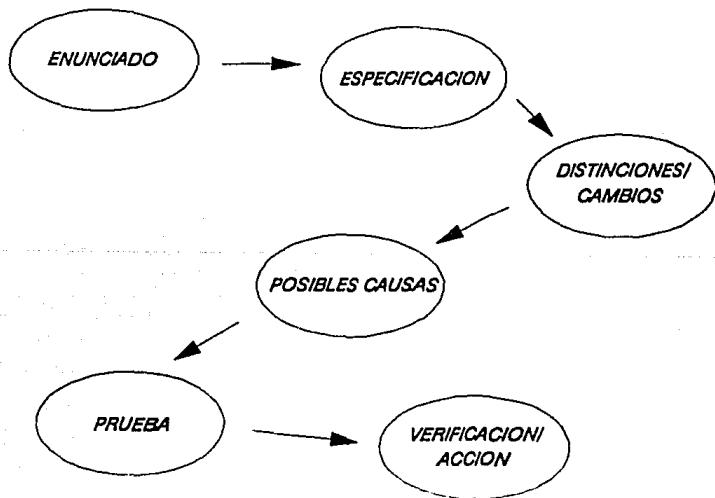 ENUNCIADO
ESPECIFICACION
DISTINCIONES/
CAMBIOS
POSIBLES CAUSAS
PRUEBA
VERIFICACION/
ACCION